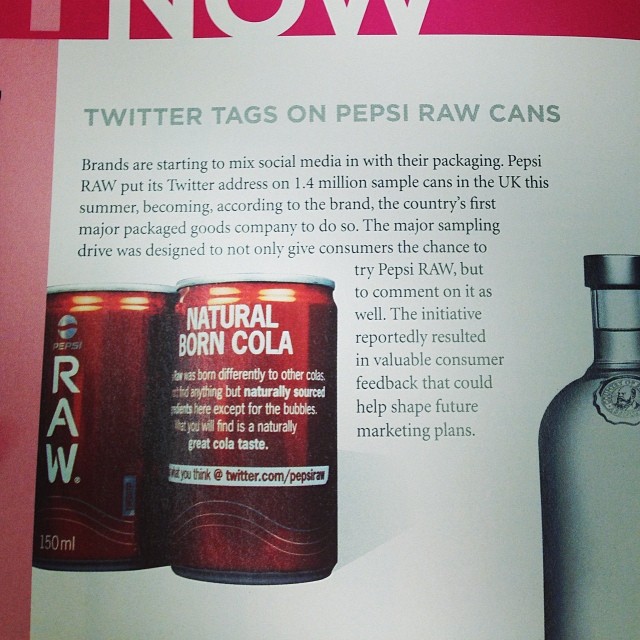 NOW
TWITTER TAGS ON PEPSI RAW CANS
Brands are starting to mix social media in with their packaging. Pepsi
RAW put its Twitter address on 1.4 million sample cans in the UK this
summer, becoming, according to the brand, the country's first
major packaged goods company to do so. The major sampling
drive was designed to not only give consumers the chance to
try Pepsi RAW, but
to comment on it as
well. The initiative
reportedly resulted
in valuable consumer
feedback that could
help shape future
marketing plans.
PEPSI
RAW.
150ml
NATURAL
BORN COLA
Raw was born differently to other colas.
find anything but naturally sourced
here except for the bubbles.
What you will find is a naturally
great cola taste.
what you think @ twitter.com/pepsiraw